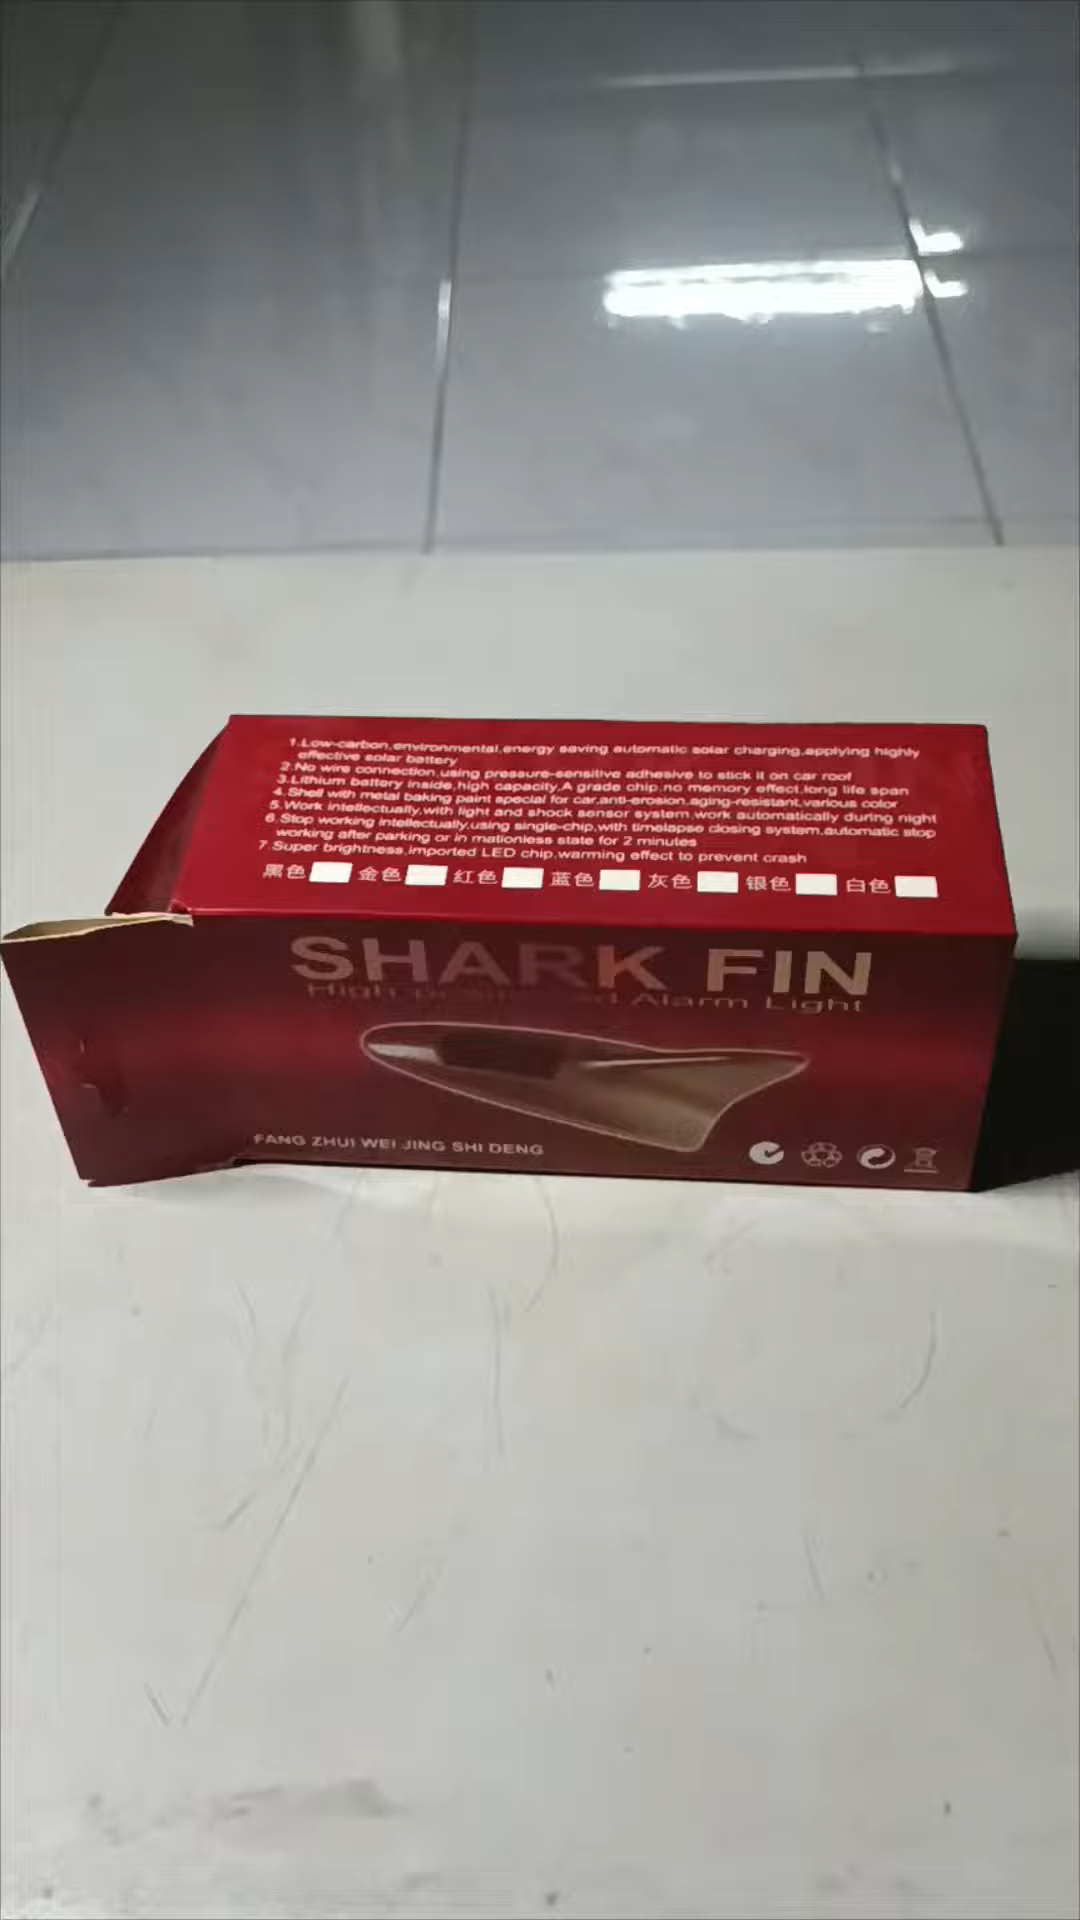 1.Low-carbon,environmental,energy saving automatic solar charging,applying highly
effective solar battery
2.No wire connection,using pressure-sensitive adhesive to stick it on car roof
3.Lithium battery inside,high capacity,A grade chip,no memory effect,long life span
4.Shell with metal baking paint special for car,anti-erosion,aging-resistant,various color
5.Work intellectually,with light and shock sensor system,work automatically during night
6.Stop working intellectually,using single-chip,with timelapse closing system,automatic stop
working after parking or in mationless state for 2 minutes
7.Super brightness,imported LED chip,warming effect to prevent crash
黑色 金色 红色 蓝色 灰色 银色 白色
SHARK FIN
Alarm Light
FANG ZHUI WEI JING SHI DENG